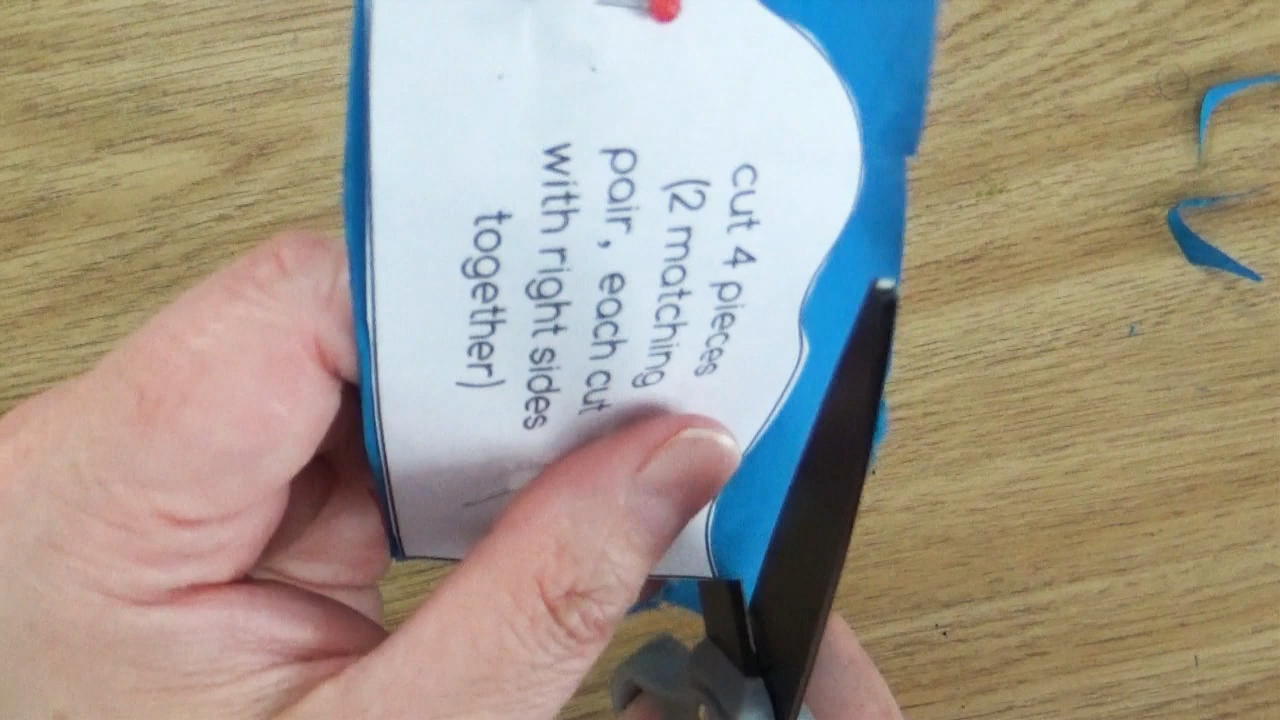 cut 4 pieces
(2 matching
pair, each cut
with right sides
together)